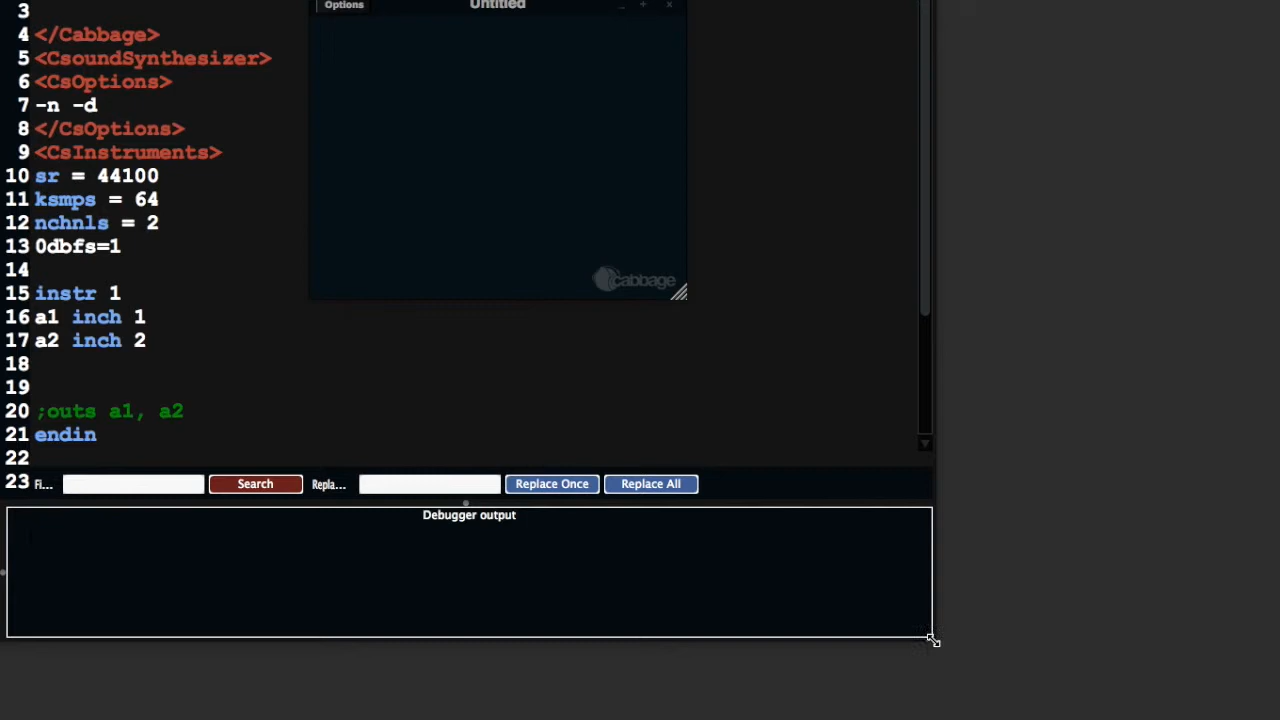 Options
Untitled
3
4 </Cabbage>
5 <CsoundSynthesizer>
6 <CsOptions>
7 -n -d
8 </CsOptions>
9 <CsInstruments>
10 sr = 44100
11 ksmps = 64
12 nchnls = 2
13 0dbfs=1
14
15 instr 1
16 a1 inch 1
17 a2 inch 2
18
19
20 ;outs a1, a2
21 endin
22
23
cabbage
Fi... Search Repla... Replace Once Replace All
Debugger output